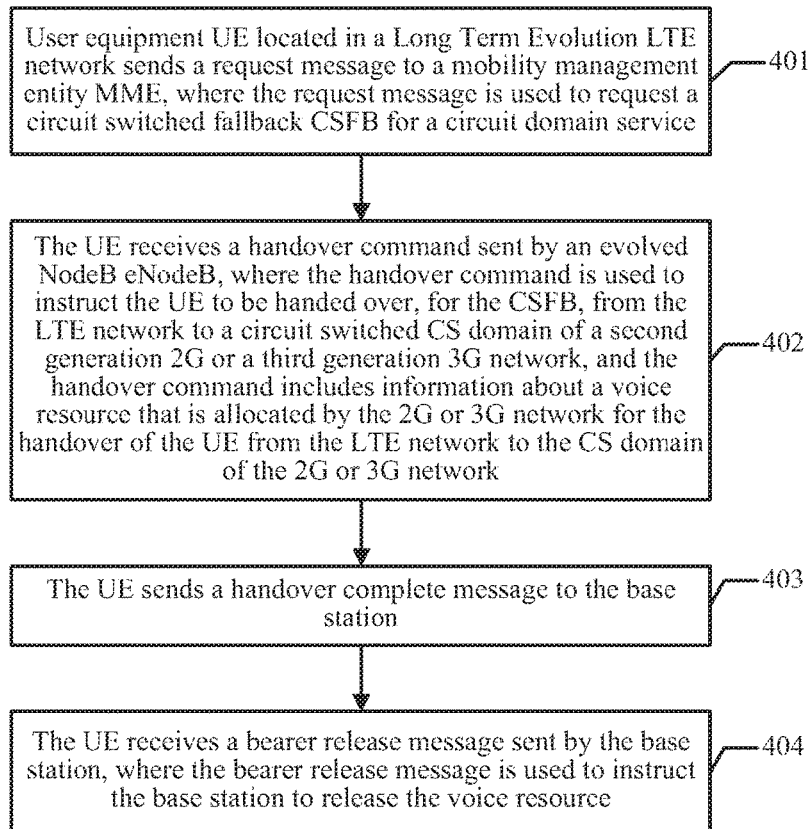 User equipment UE located in a Long Term Evolution LTE
network sends a request message to a mobility management
entity MME, where the request message is used to request a
circuit switched fallback CSFB for a circuit domain service
401
The UE receives a handover command sent by an evolved
NodeB eNodeB, where the handover command is used to
instruct the UE to be handed over, for the CSFB, from the
LTE network to a circuit switched CS domain of a second
generation 2G or a third generation 3G network, and the
handover command includes information about a voice
resource that is allocated by the 2G or 3G network for the
handover of the UE from the LTE network to the CS domain
of the 2G or 3G network
402
The UE sends a handover complete message to the base
station
403
The UE receives a bearer release message sent by the base
station, where the bearer release message is used to instruct
the base station to release the voice resource
404